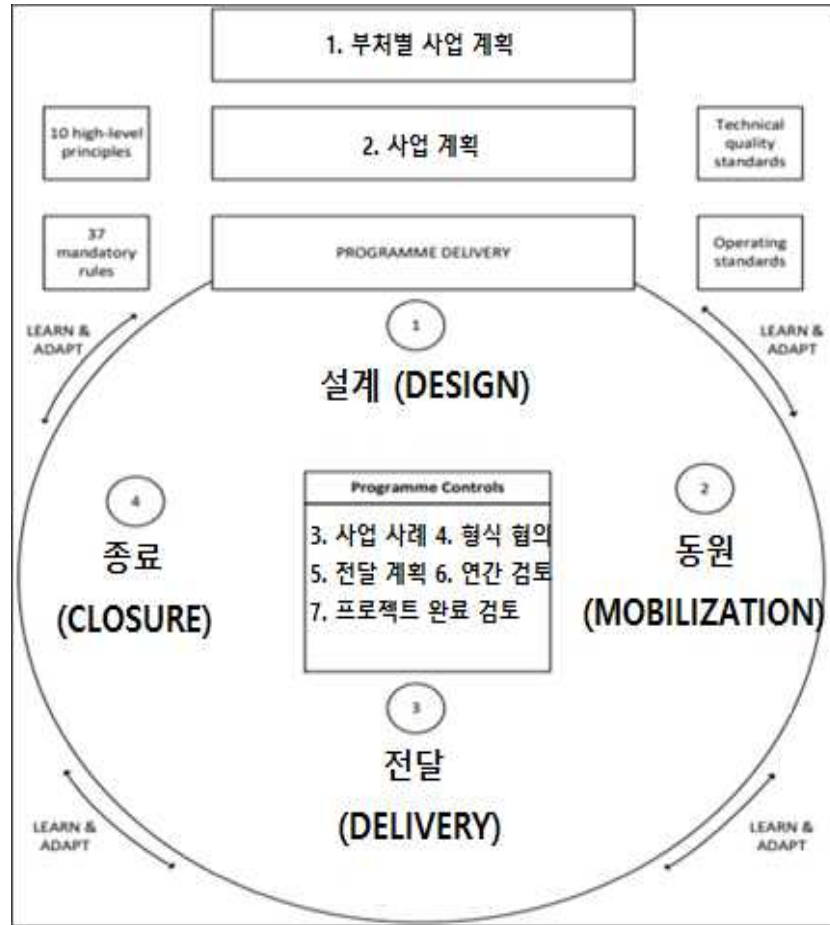 1. 부처별 사업 계획
10 high-level
principles
2. 사업 계획
Technical
quality
standards
37
mandatory
rules
PROGRAMME DELIVERY
Operating
standards
LEARN &
ADAPT
1
LEARN &
ADAPT
설계 (DESIGN)
4
종료
(CLOSURE)
Programme Controls
3. 사업 사례 4. 형식 협의
5. 전달 계획 6. 연간 검토
7. 프로젝트 완료 검토
2
동원
(MOBILIZATION)
3
전달
(DELIVERY)
LEARN &
ADAPT
LEARN &
ADAPT